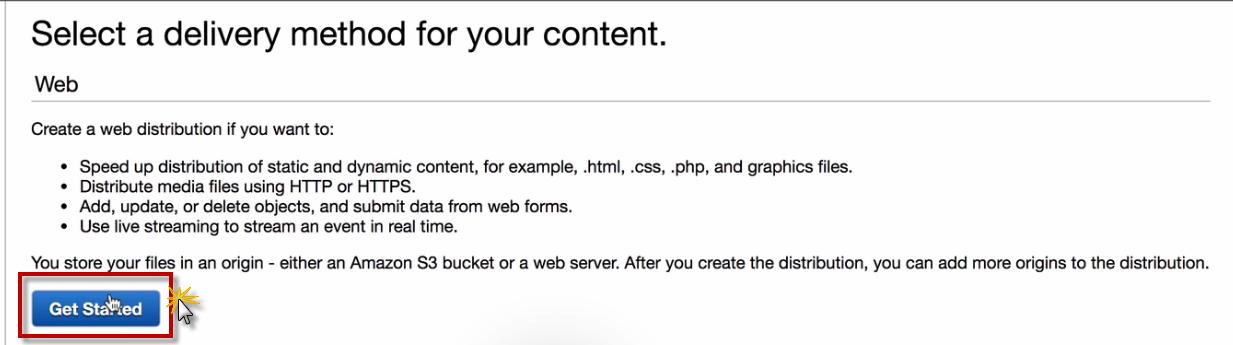 Select a delivery method for your content.
Web
Create a web distribution if you want to:
• Speed up distribution of static and dynamic content, for example, .html, .css, .php, and graphics files.
• Distribute media files using HTTP or HTTPS.
• Add, update, or delete objects, and submit data from web forms.
• Use live streaming to stream an event in real time.
You store your files in an origin - either an Amazon S3 bucket or a web server. After you create the distribution, you can add more origins to the distribution.
Get Started